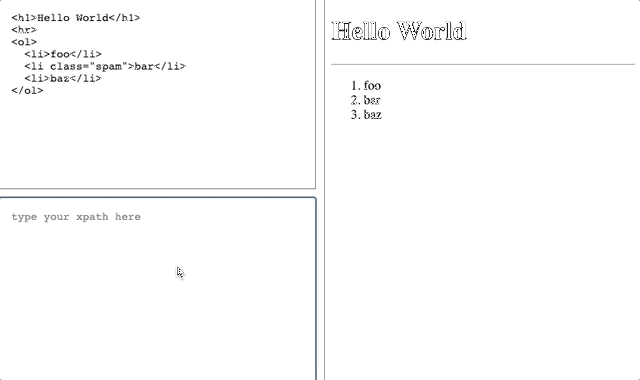 <h1>Hello World</h1>
<hr>
<ol>
  <li>foo</li>
  <li class="spam">bar</li>
  <li>baz</li>
</ol>
type your xpath here
Hello World
1. foo
2. bar
3. baz